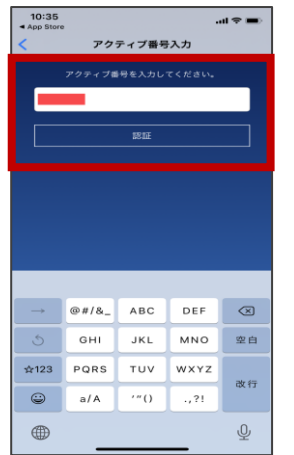 10:35
◀ App Store
アクティブ番号入力
アクティブ番号を入力してください。
認証
→ @#/&_ ABC DEF
GHI JKL MNO 空白
☆123 PQRS TUV WXYZ
改行
a/A ′″() .,?!